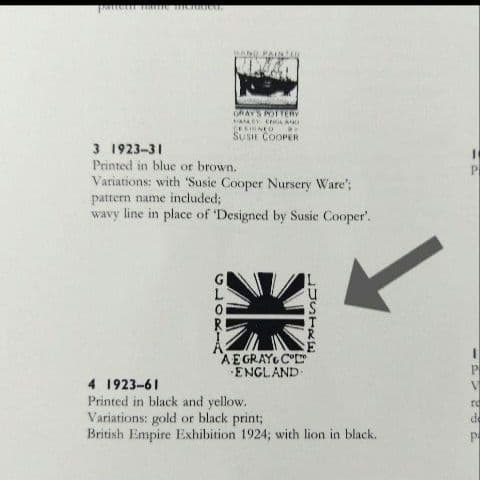 HAND PAINTED
GRAY'S POTTERY
HANLEY ENGLAND
DESIGNED BY
SUSIE COOPER
3 1923–31
Printed in blue or brown.
Variations: with 'Susie Cooper Nursery Ware';
pattern name included;
wavy line in place of 'Designed by Susie Cooper'.
GLORIA
LUSTRE
A E GRAY & Co LTD
·ENGLAND·
4 1923–61
Printed in black and yellow.
Variations: gold or black print;
British Empire Exhibition 1924; with lion in black.